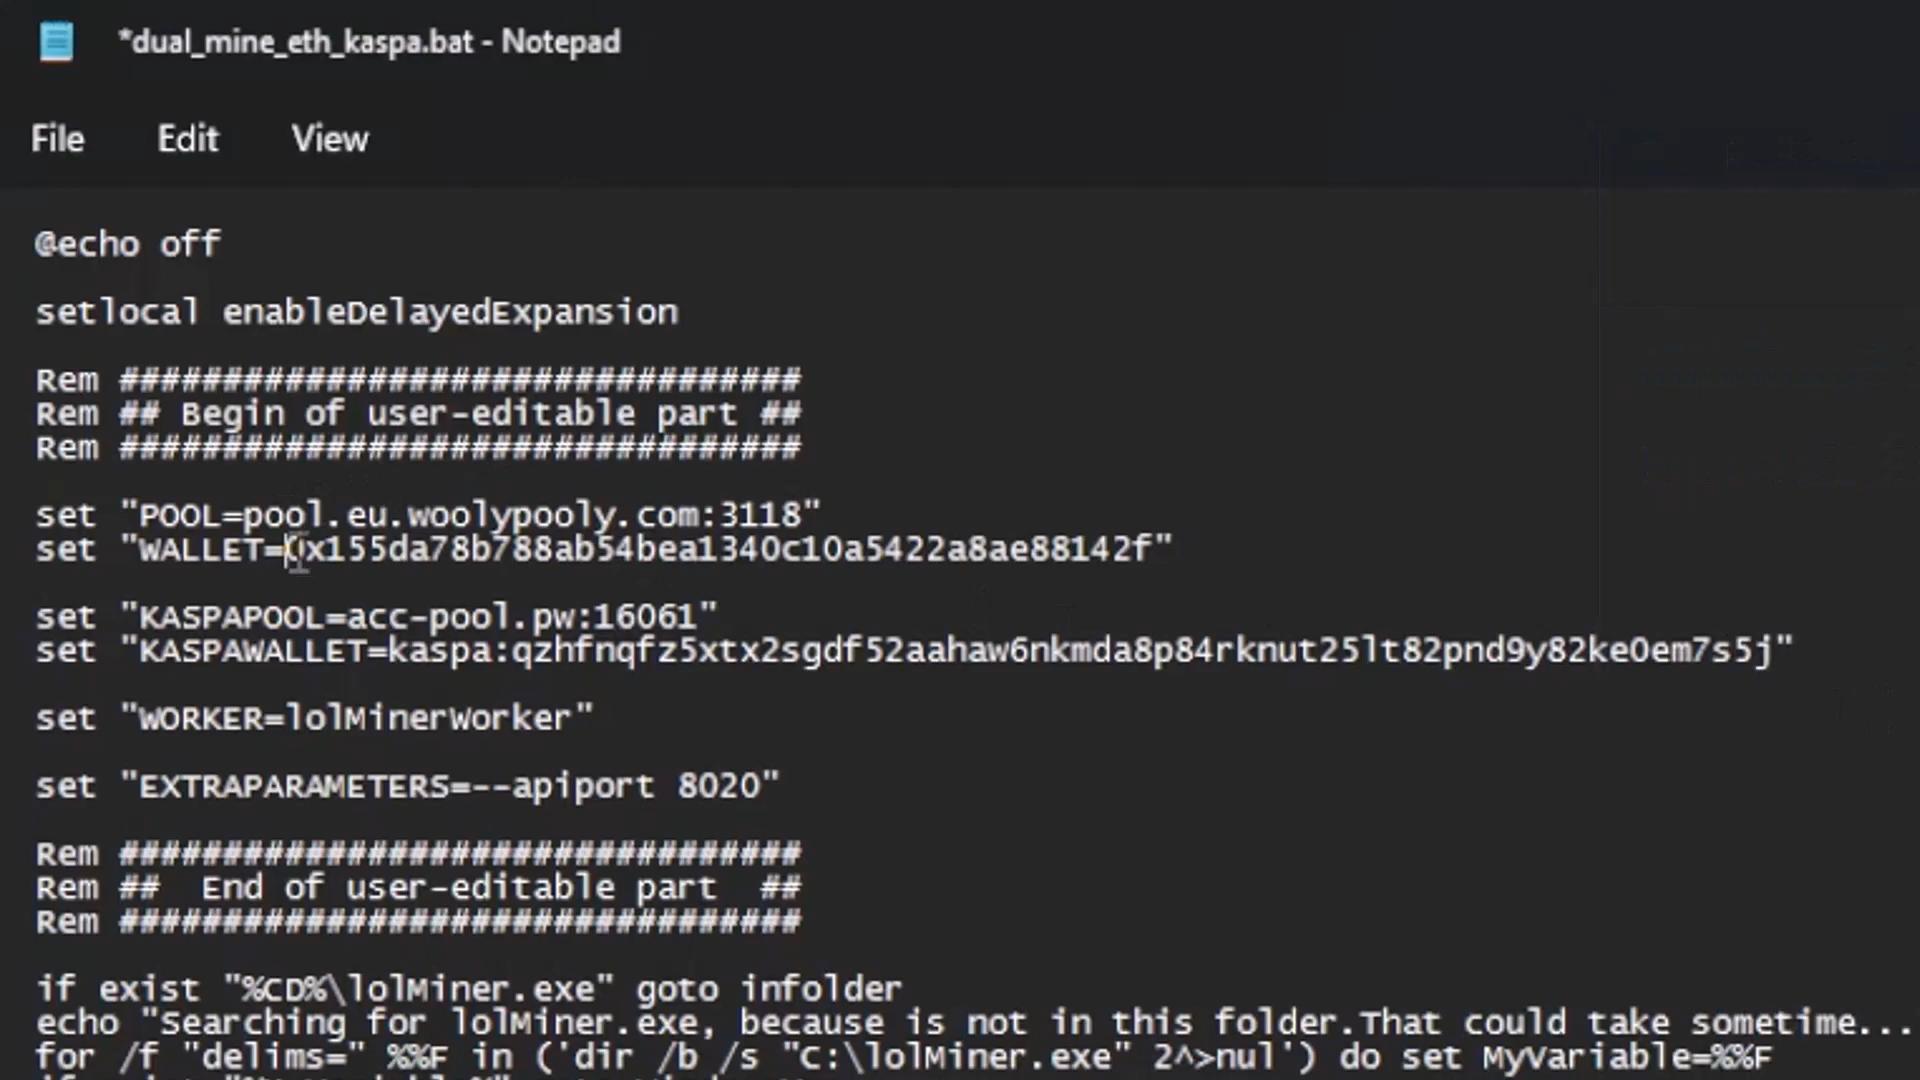 *dual_mine_eth_kaspa.bat - Notepad
File Edit View
@echo off
setlocal enableDelayedExpansion
Rem #################################
Rem ## Begin of user-editable part ##
Rem #################################
set "POOL=pool.eu.woolypooly.com:3118"
set "WALLET=0x155da78b788ab54bea1340c10a5422a8ae88142f"
set "KASPAPOOL=acc-pool.pw:16061"
set "KASPAWALLET=kaspa:qzhfnqfz5xtx2sgdf52aahaw6nkmda8p84rknut25lt82pnd9y82ke0em7s5j"
set "WORKER=lolMinerWorker"
set "EXTRAPARAMETERS=--apiport 8020"
Rem #################################
Rem ##  End of user-editable part  ##
Rem #################################
if exist "%CD%\lolMiner.exe" goto infolder
echo "Searching for lolMiner.exe, because is not in this folder.That could take sometime...
for /f "delims=" %%F in ('dir /b /s "C:\lolMiner.exe" 2^>nul') do set MyVariable=%%F